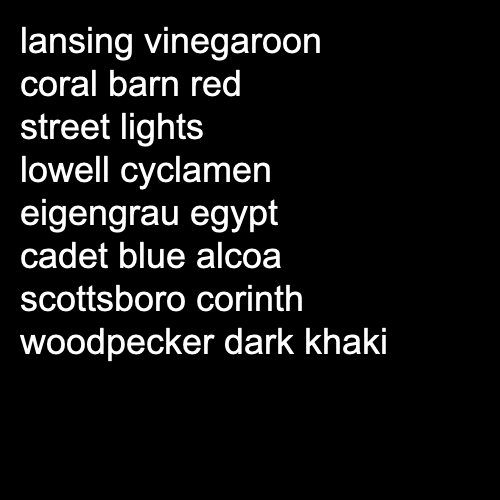 lansing vinegaroon
coral barn red
street lights
lowell cyclamen
eigengrau egypt
cadet blue alcoa
scottsboro corinth
woodpecker dark khaki